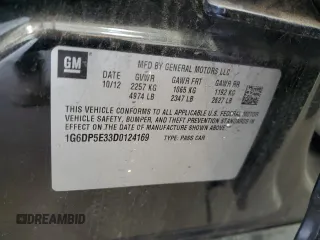 GM
MFD BY GENERAL MOTORS LLC
DATE GVWR GAWR FRT GAWR RR
10/12 2257 KG 1065 KG 1192 KG
4974 LB 2347 LB 2627 LB
THIS VEHICLE CONFORMS TO ALL APPLICABLE U.S. FEDERAL MOTOR
VEHICLE SAFETY, BUMPER, AND THEFT PREVENTION STANDARDS
IN EFFECT ON THE DATE OF MANUFACTURE SHOWN ABOVE.
1G6DP5E33D0124169 TYPE: PASS CAR
DREAMBID